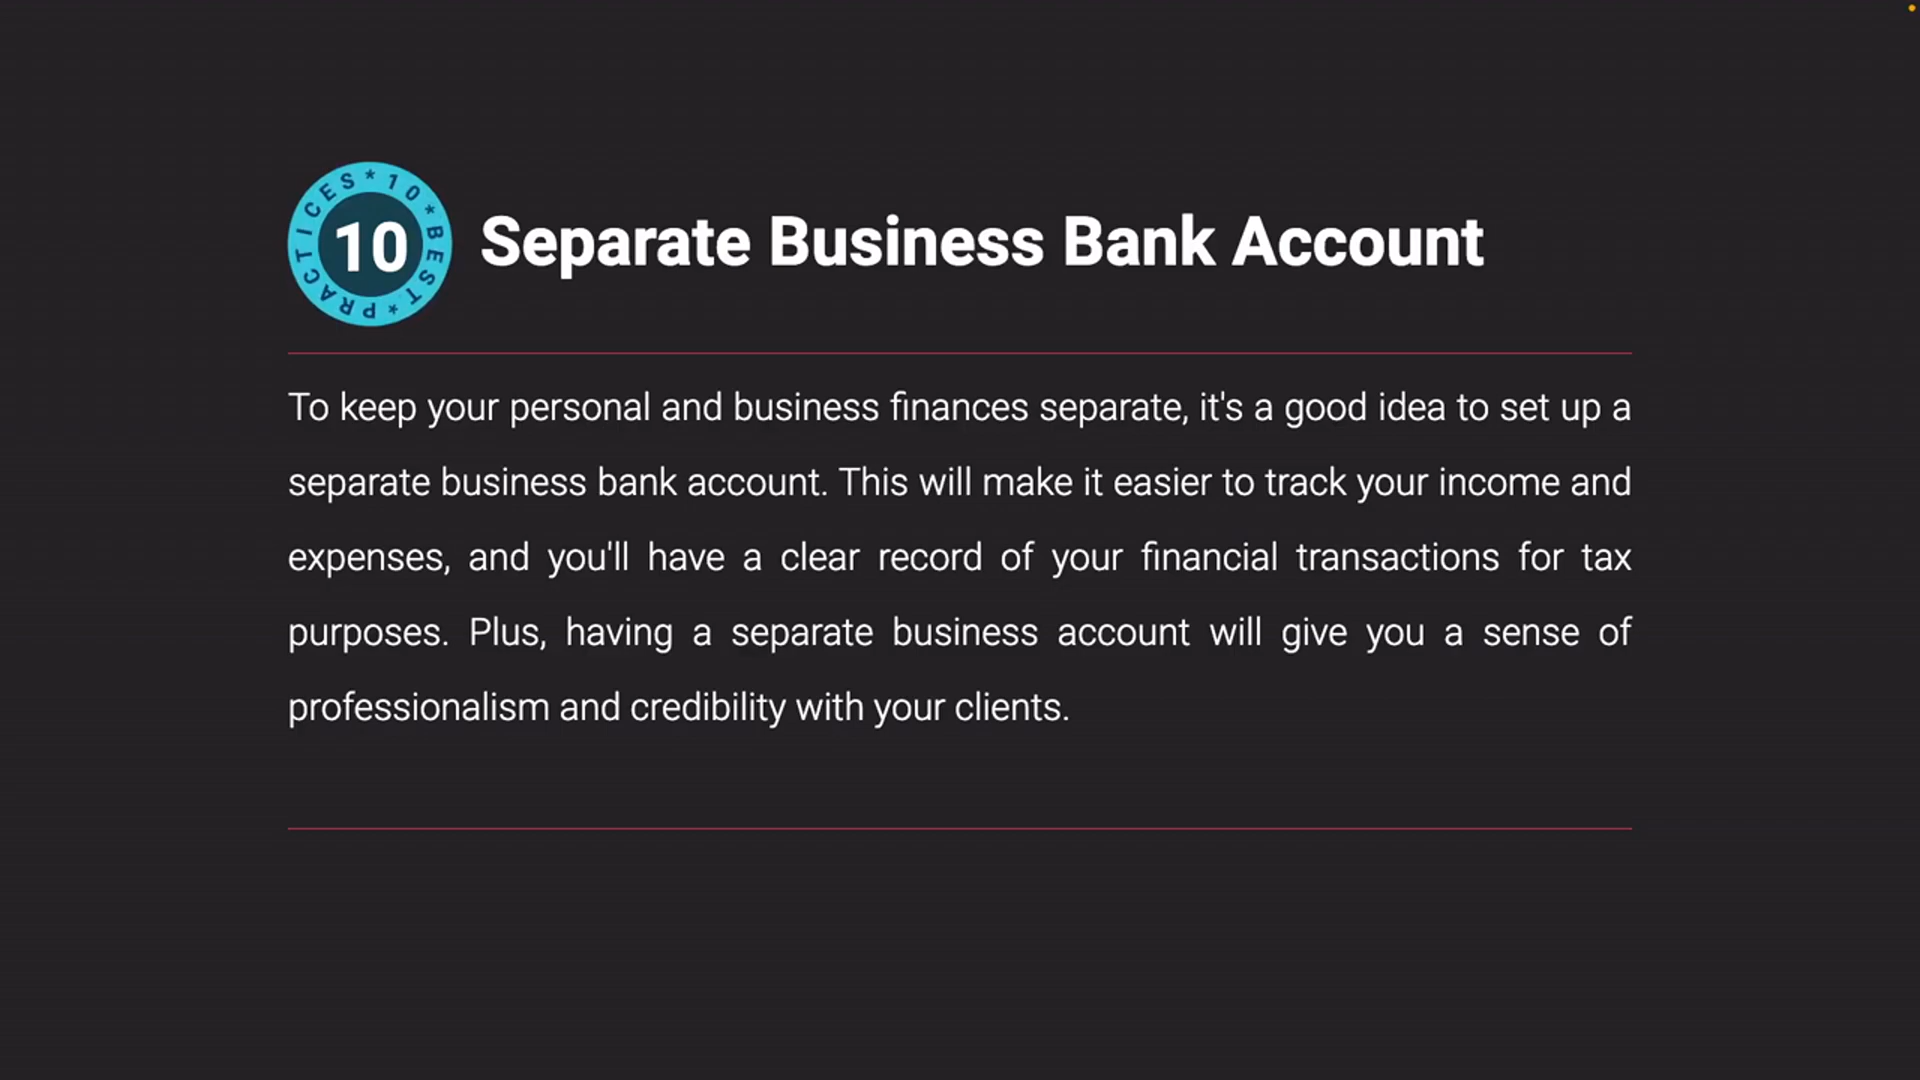 10 * BEST * PRACTICES *
10
Separate Business Bank Account
To keep your personal and business finances separate, it's a good idea to set up a
separate business bank account. This will make it easier to track your income and
expenses, and you'll have a clear record of your financial transactions for tax
purposes. Plus, having a separate business account will give you a sense of
professionalism and credibility with your clients.